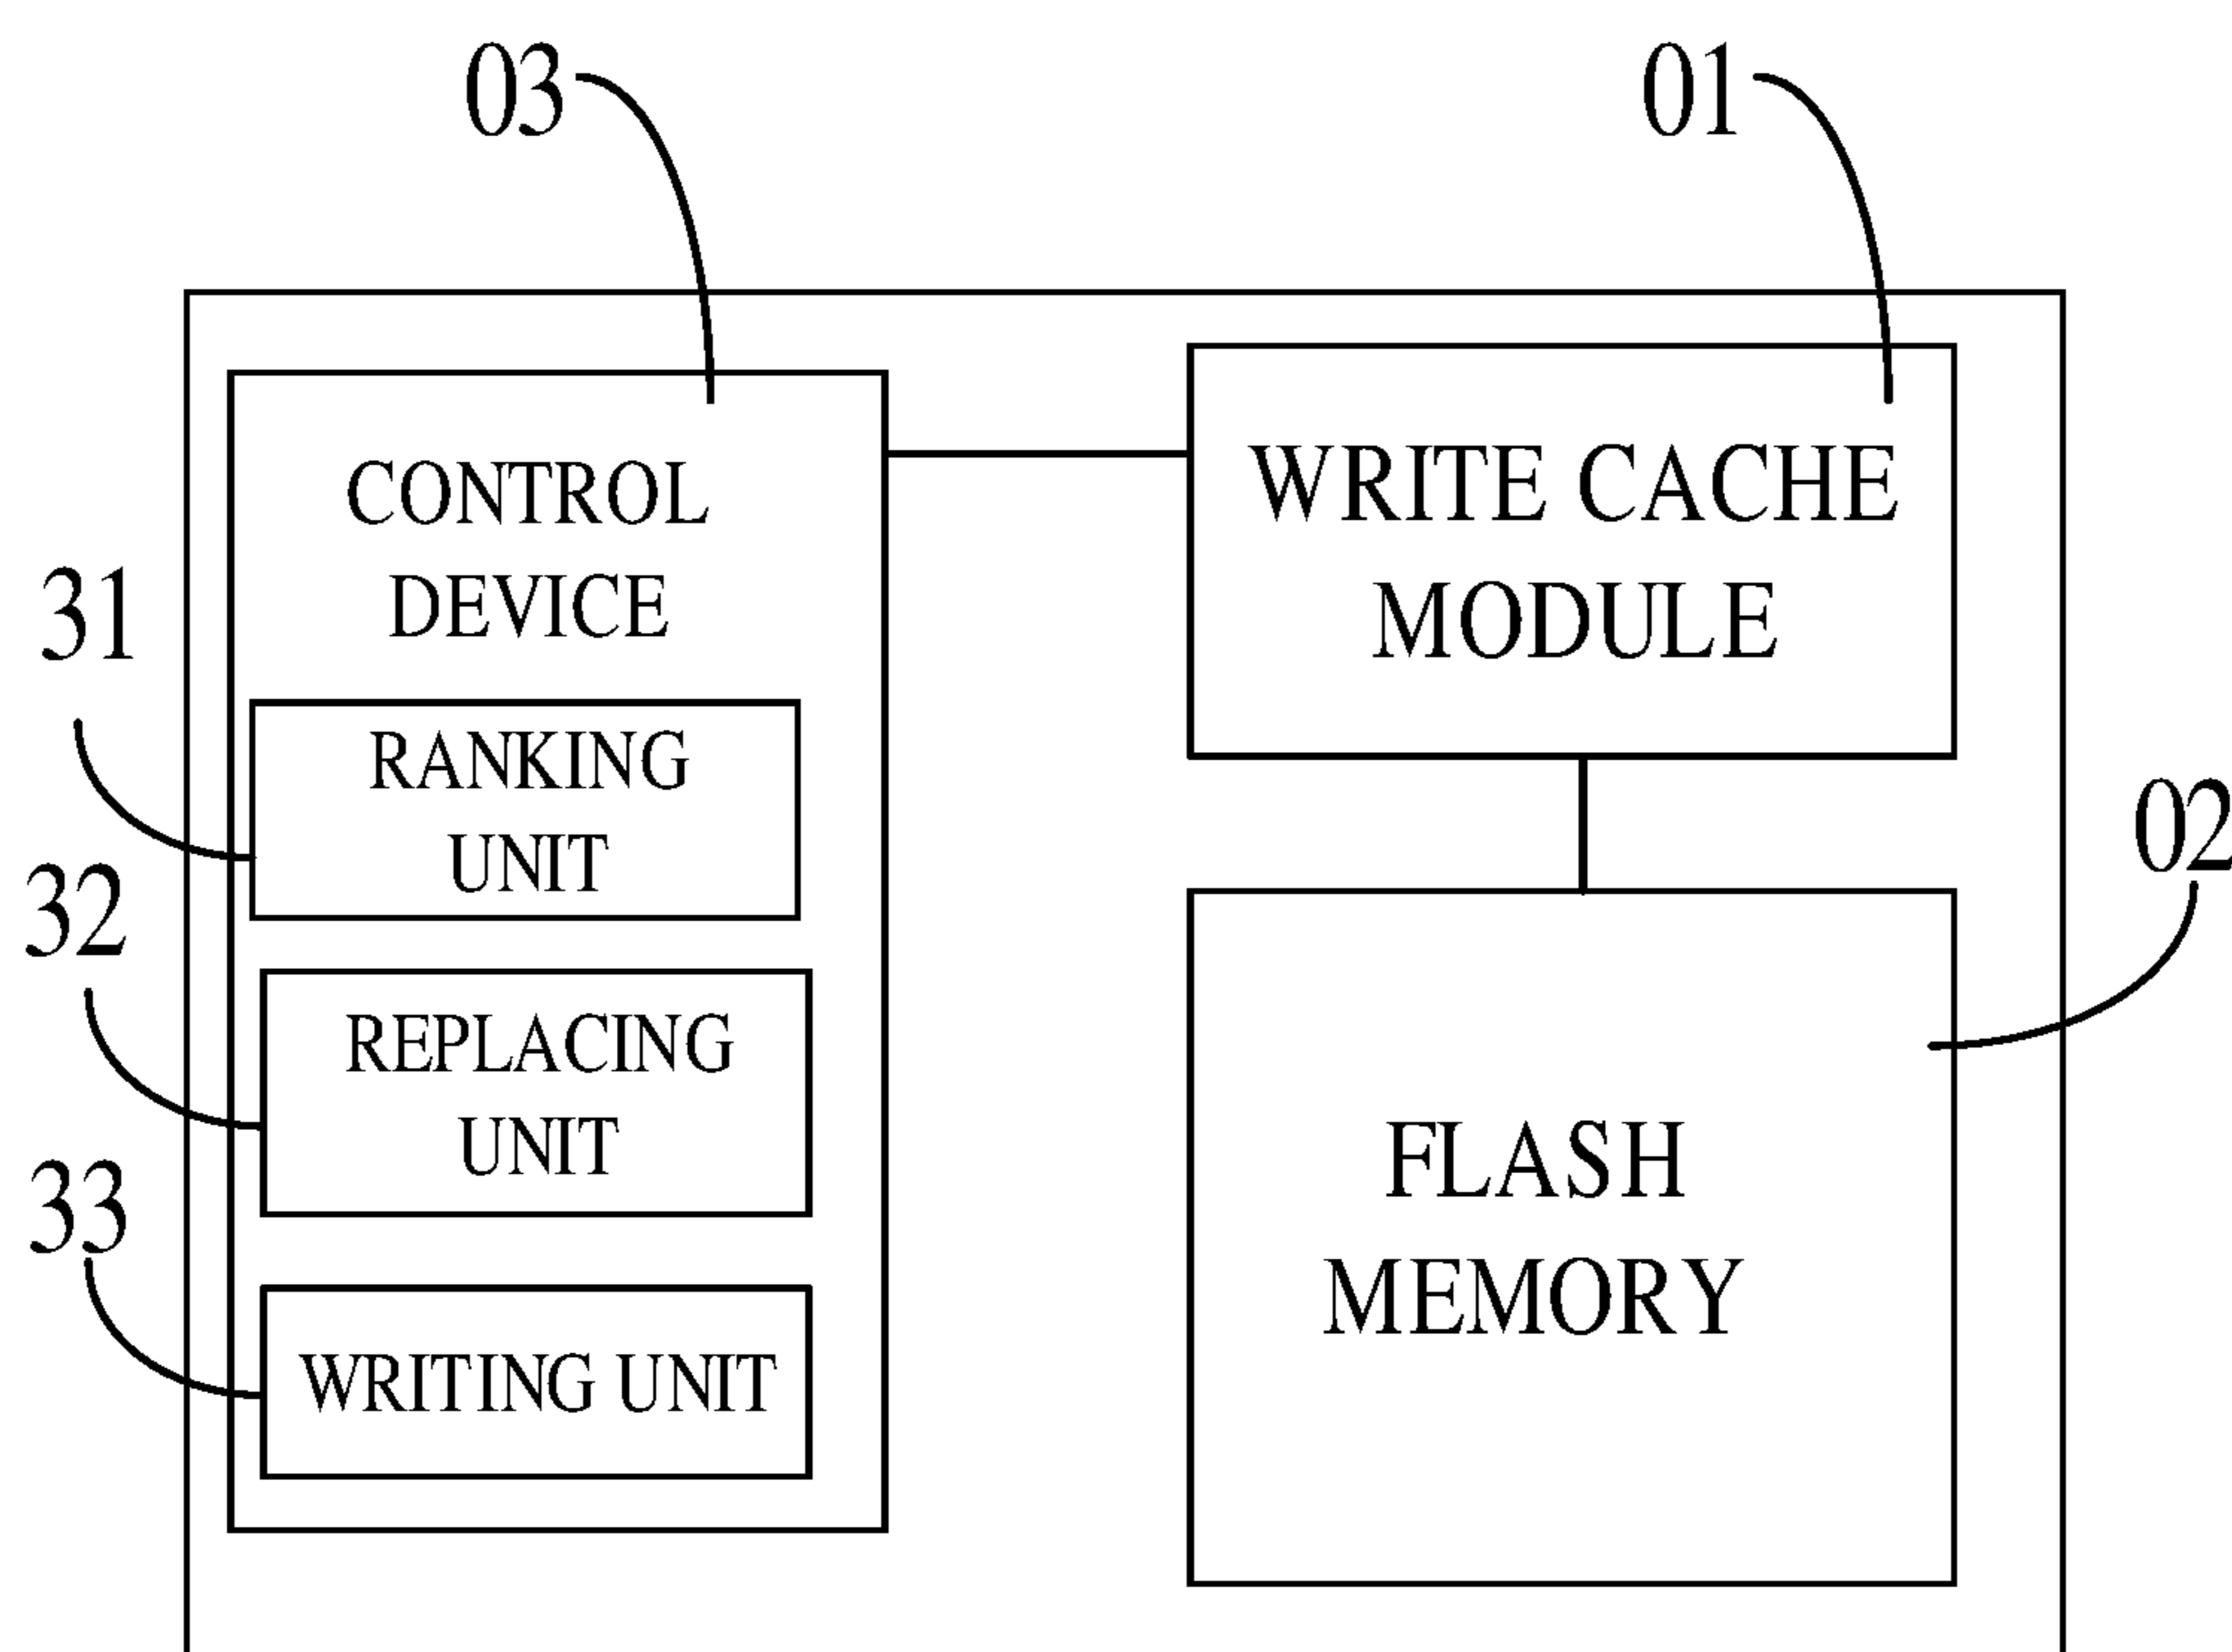 03
01
CONTROL
DEVICE
WRITE CACHE
MODULE
31
RANKING
UNIT
32
REPLACING
UNIT
33
WRITING UNIT
02
FLASH
MEMORY